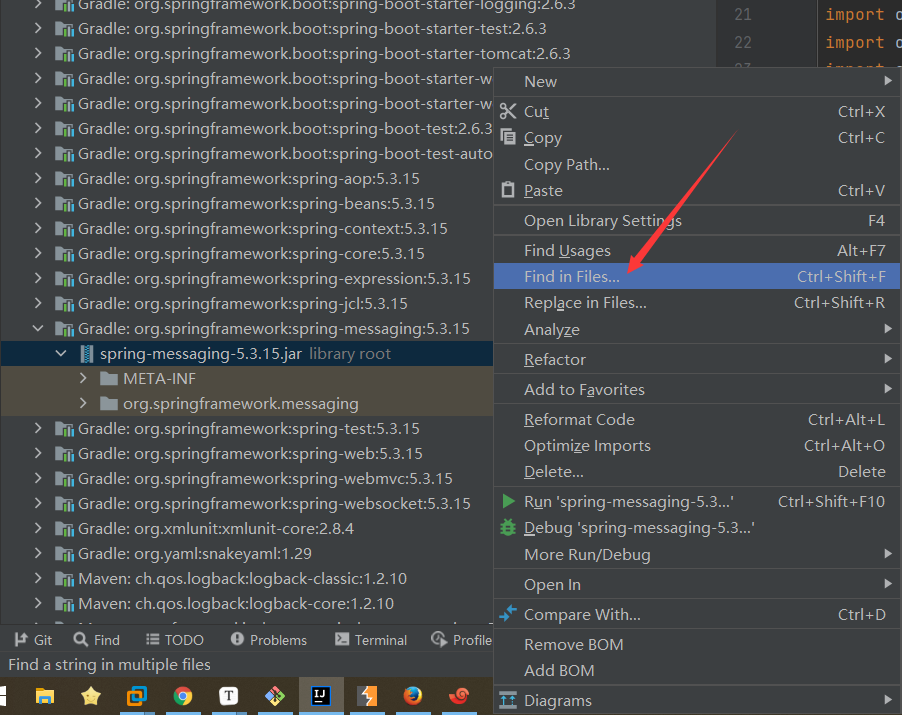 Gradle: org.springframework.boot:spring-boot-starter-logging:2.6.3
Gradle: org.springframework.boot:spring-boot-starter-test:2.6.3
Gradle: org.springframework.boot:spring-boot-starter-tomcat:2.6.3
Gradle: org.springframework.boot:spring-boot-starter-w
Gradle: org.springframework.boot:spring-boot-starter-w
Gradle: org.springframework.boot:spring-boot-test:2.6.3
Gradle: org.springframework.boot:spring-boot-test-auto
Gradle: org.springframework:spring-aop:5.3.15
Gradle: org.springframework:spring-beans:5.3.15
Gradle: org.springframework:spring-context:5.3.15
Gradle: org.springframework:spring-core:5.3.15
Gradle: org.springframework:spring-expression:5.3.15
Gradle: org.springframework:spring-jcl:5.3.15
Gradle: org.springframework:spring-messaging:5.3.15
spring-messaging-5.3.15.jar library root
META-INF
org.springframework.messaging
Gradle: org.springframework:spring-test:5.3.15
Gradle: org.springframework:spring-web:5.3.15
Gradle: org.springframework:spring-webmvc:5.3.15
Gradle: org.springframework:spring-websocket:5.3.15
Gradle: org.xmlunit:xmlunit-core:2.8.4
Gradle: org.yaml:snakeyaml:1.29
Maven: ch.qos.logback:logback-classic:1.2.10
Maven: ch.qos.logback:logback-core:1.2.10
21 import o
22 import o
23 import
New
Cut Ctrl+X
Copy Ctrl+C
Copy Path...
Paste Ctrl+V
Open Library Settings F4
Find Usages Alt+F7
Find in Files... Ctrl+Shift+F
Replace in Files... Ctrl+Shift+R
Analyze
Refactor
Add to Favorites
Reformat Code Ctrl+Alt+L
Optimize Imports Ctrl+Alt+O
Delete... Delete
Run 'spring-messaging-5.3...' Ctrl+Shift+F10
Debug 'spring-messaging-5.3...'
More Run/Debug
Open In
Compare With... Ctrl+D
Remove BOM
Add BOM
Diagrams
Git Find TODO Problems Terminal Profile
Find a string in multiple files
T IJ